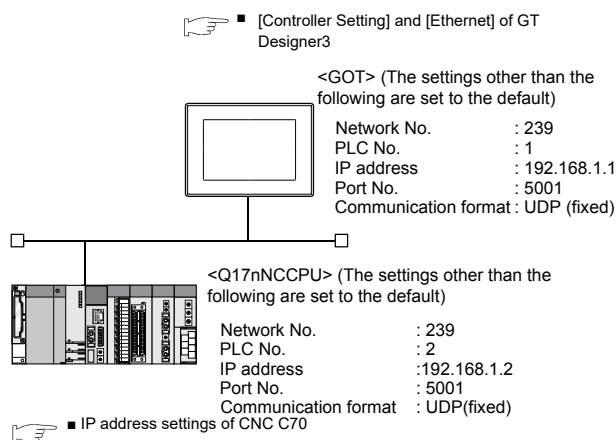 ■ [Controller Setting] and [Ethernet] of GT
Designer3
<GOT> (The settings other than the
following are set to the default)
Network No. : 239
PLC No. : 1
IP address : 192.168.1.1
Port No. : 5001
Communication format : UDP (fixed)
<Q17nNCCPU> (The settings other than the
following are set to the default)
Network No. : 239
PLC No. : 2
IP address :192.168.1.2
Port No. : 5001
Communication format : UDP(fixed)
■ IP address settings of CNC C70